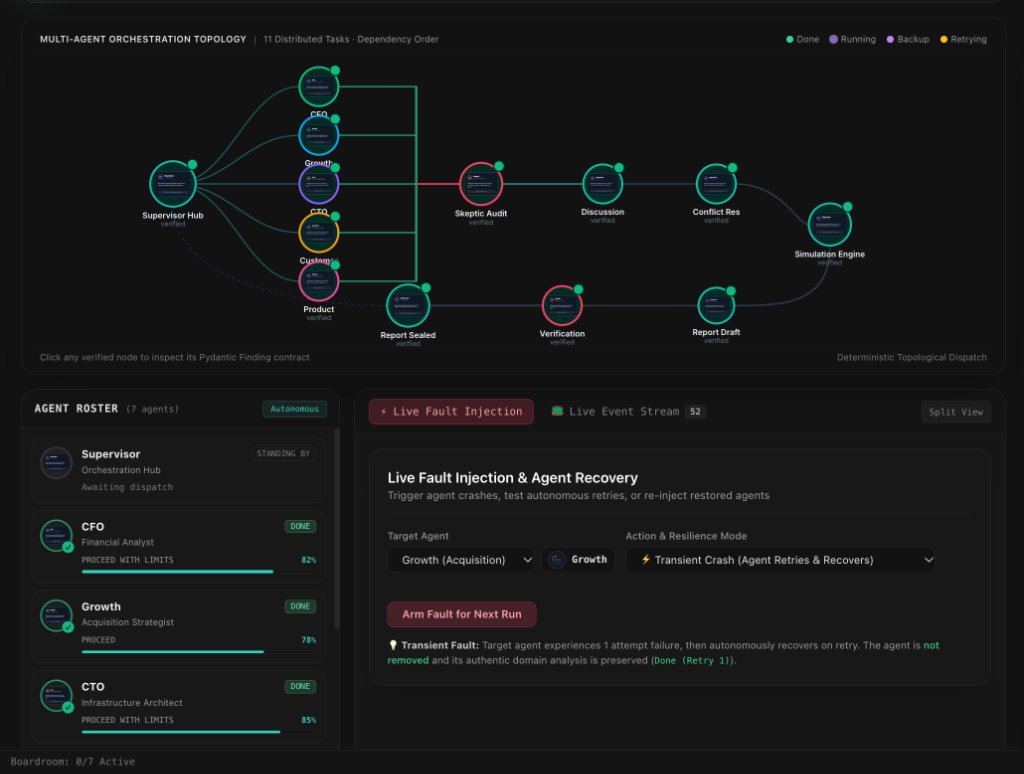 MULTI-AGENT ORCHESTRATION TOPOLOGY | 11 Distributed Tasks · Dependency Order
Done Running Backup Retrying
CFO
Growth
CTO
Customer
Product
verified
Supervisor Hub
verified
Skeptic Audit
verified
Discussion
verified
Conflict Res
verified
Simulation Engine
verified
Report Sealed
verified
Verification
verified
Report Draft
verified
Click any verified node to inspect its Pydantic Finding contract
Deterministic Topological Dispatch
AGENT ROSTER (7 agents)
Autonomous
Supervisor
STANDING BY
Orchestration Hub
Awaiting dispatch
CFO
DONE
Financial Analyst
PROCEED WITH LIMITS 82%
Growth
DONE
Acquisition Strategist
PROCEED 78%
CTO
DONE
Infrastructure Architect
PROCEED WITH LIMITS 85%
⚡ Live Fault Injection
Live Event Stream 52
Split View
Live Fault Injection & Agent Recovery
Trigger agent crashes, test autonomous retries, or re-inject restored agents
Target Agent
Action & Resilience Mode
Growth (Acquisition)
Growth
⚡ Transient Crash (Agent Retries & Recovers)
Arm Fault for Next Run
💡 Transient Fault: Target agent experiences 1 attempt failure, then autonomously recovers on retry. The agent is not
removed and its authentic domain analysis is preserved (Done (Retry 1)).
Boardroom: 0/7 Active